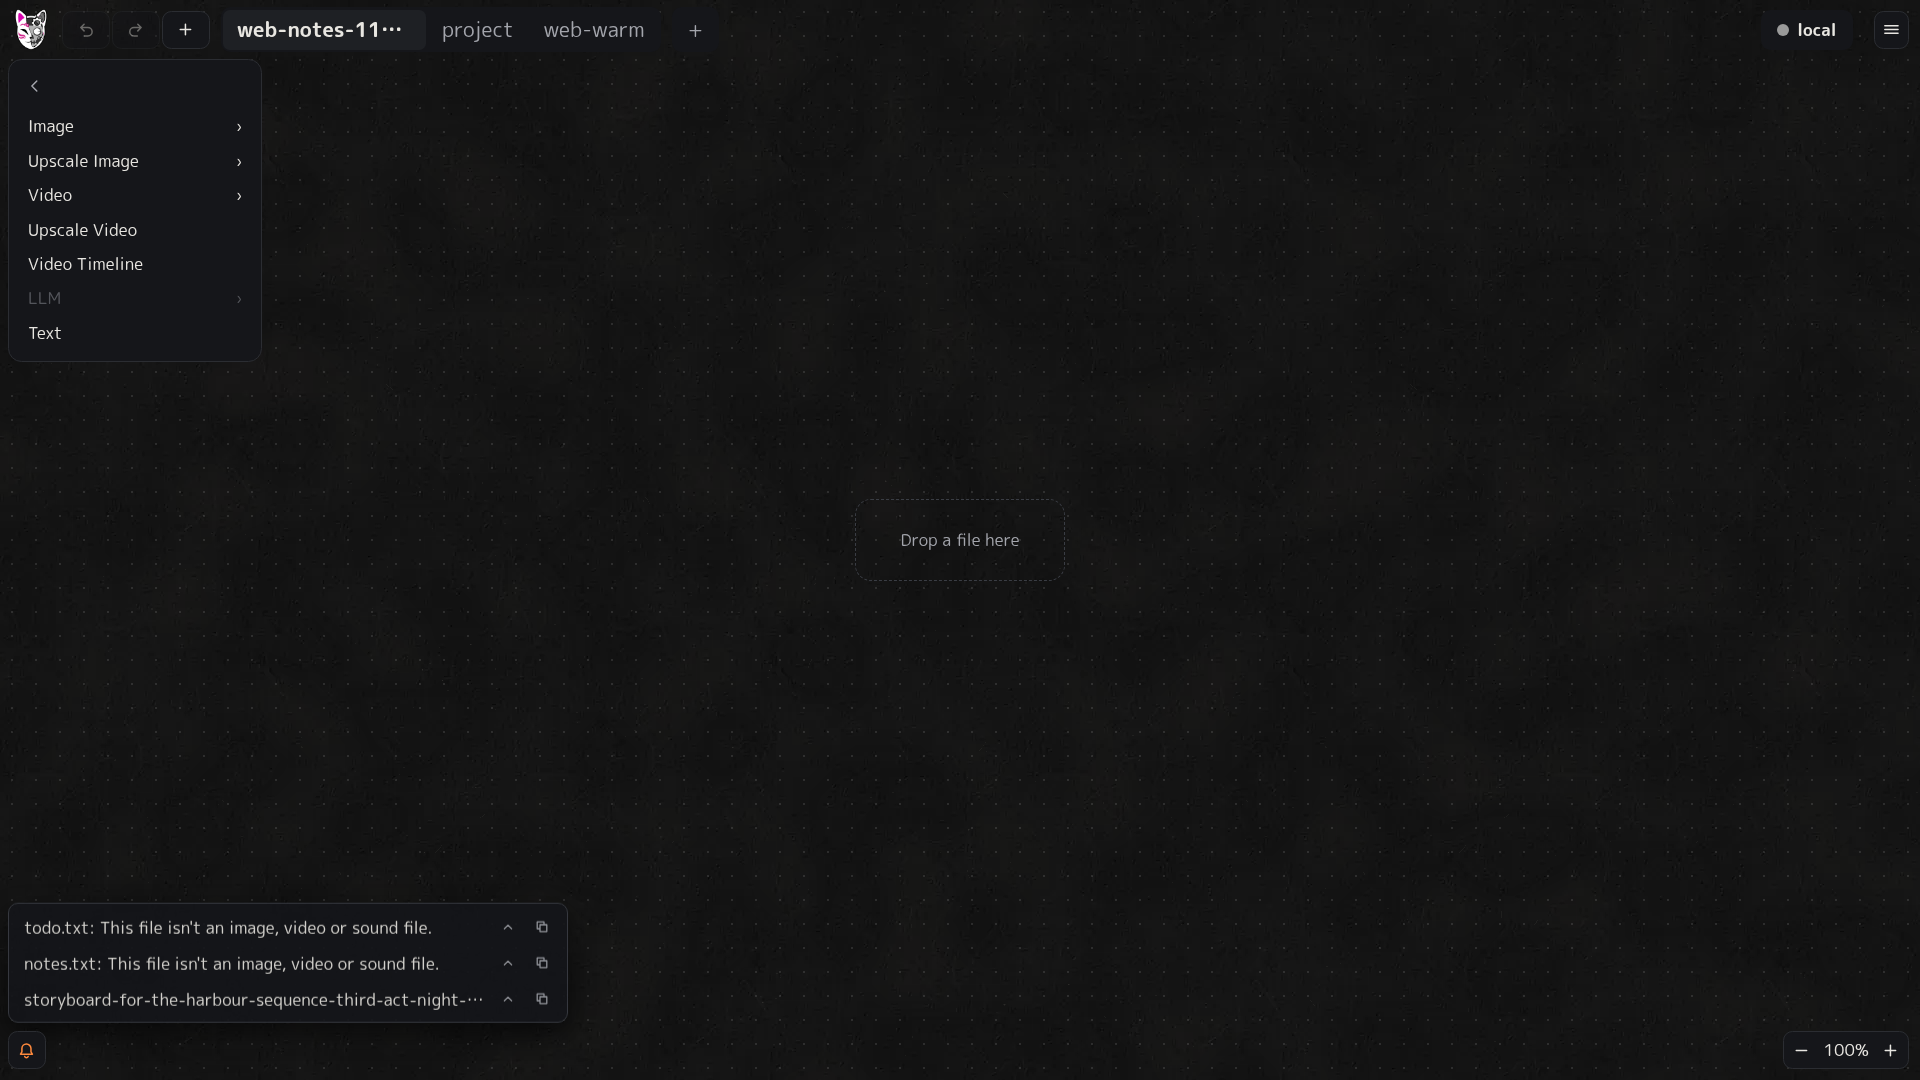 web-notes-11···
project
web-warm
local
Image
Upscale Image
Video
Upscale Video
Video Timeline
LLM
Text
Drop a file here
todo.txt: This file isn't an image, video or sound file.
notes.txt: This file isn't an image, video or sound file.
storyboard-for-the-harbour-sequence-third-act-night-···
100%